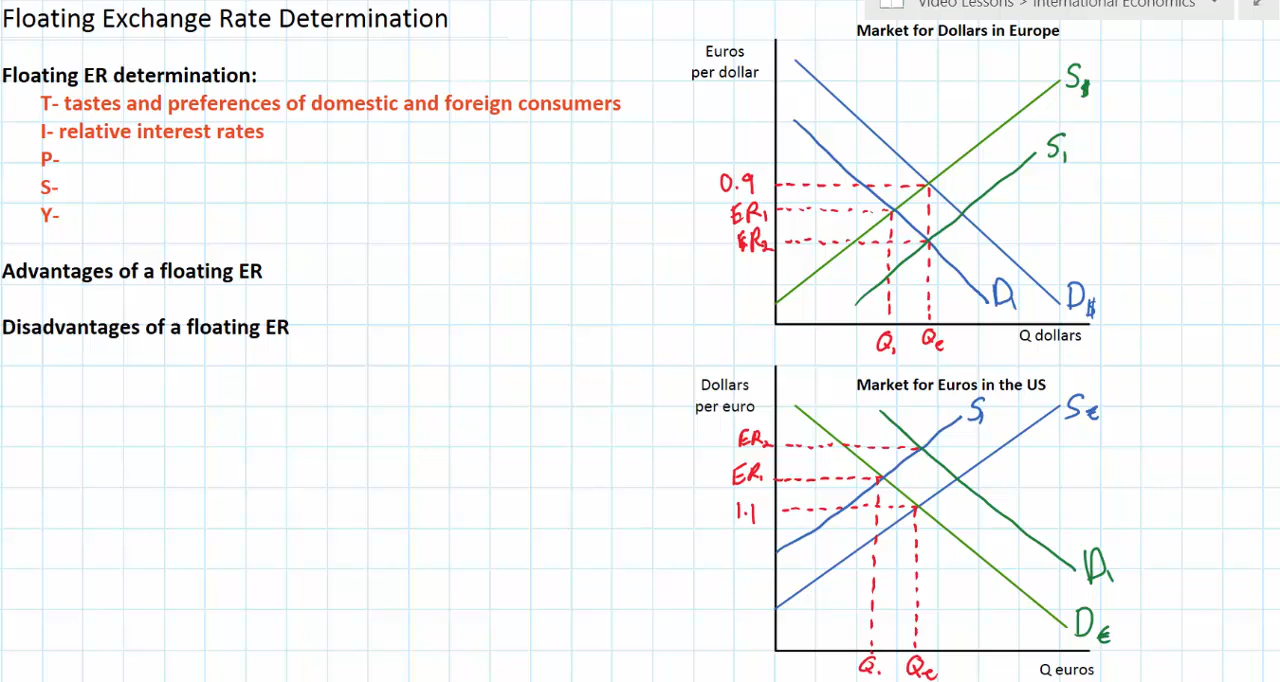 Floating Exchange Rate Determination
Video Lessons > International Economics
Floating ER determination:
T- tastes and preferences of domestic and foreign consumers
I- relative interest rates
P-
S-
Y-
Advantages of a floating ER
Disadvantages of a floating ER
Market for Dollars in Europe
Euros
per dollar
S$
S1
0.9
ER1
ER2
D1
D$
Q1
Qe
Q dollars
Market for Euros in the US
Dollars
per euro
S1
S€
ER2
ER1
1.1
D1
D€
Q1
Qe
Q euros